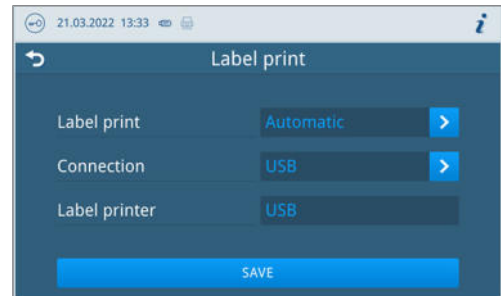 21.03.2022 13:33
Label print
Label print Automatic
Connection USB
Label printer USB
SAVE